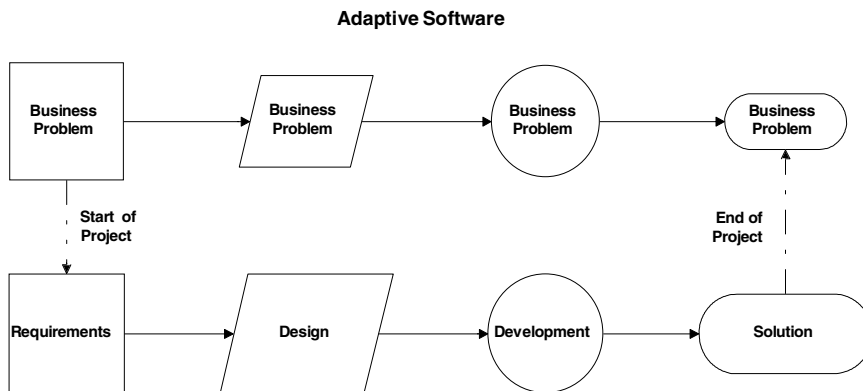 Adaptive Software
Business
Problem
Business
Problem
Business
Problem
Business
Problem
Start of
Project
End of
Project
Requirements
Design
Development
Solution